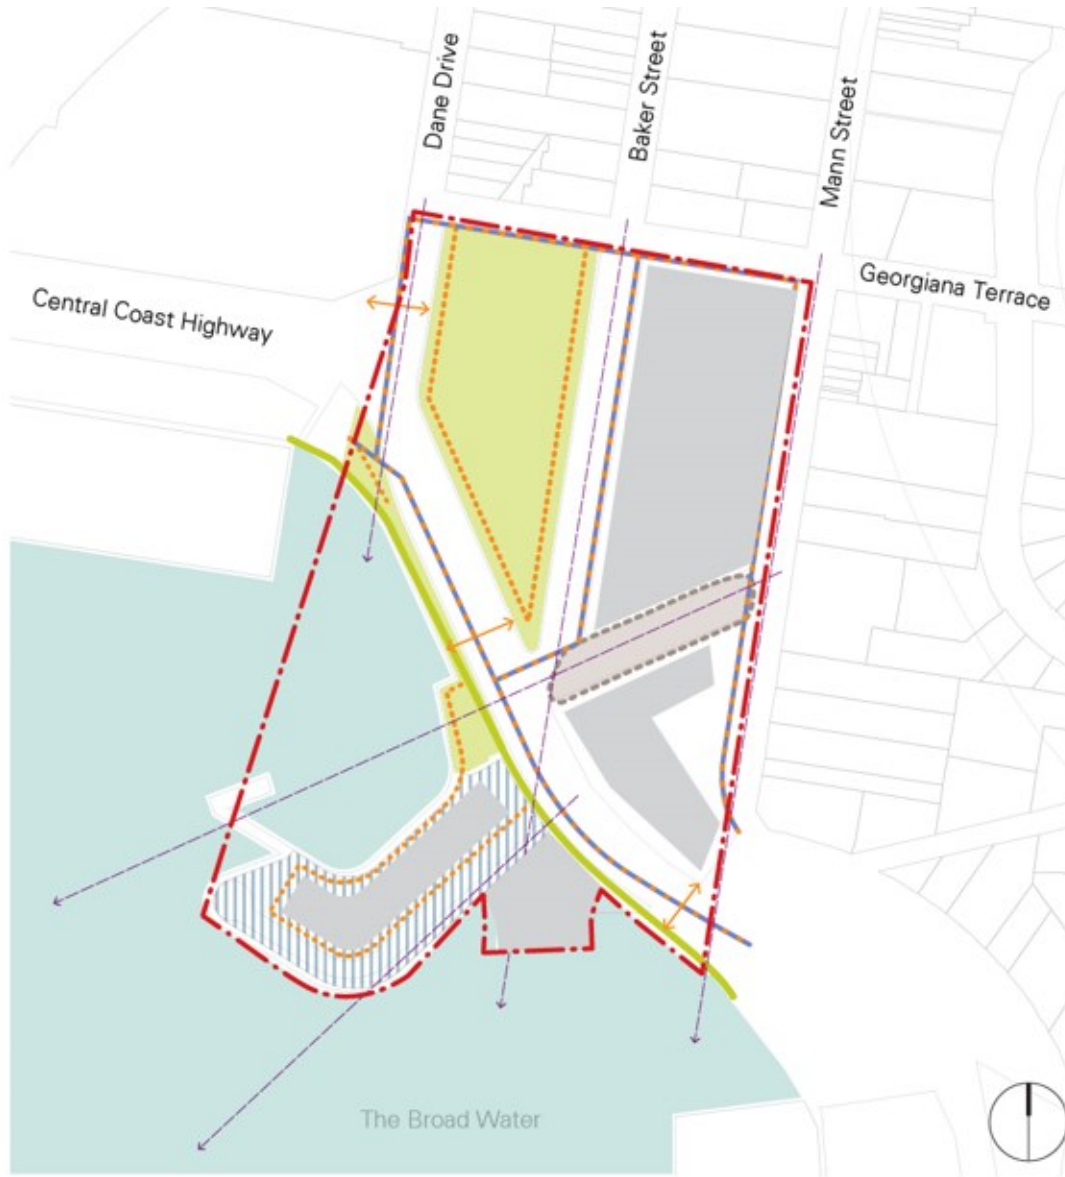 Dane Drive
Baker Street
Mann Street
Georgiana Terrace
Central Coast Highway
The Broad Water